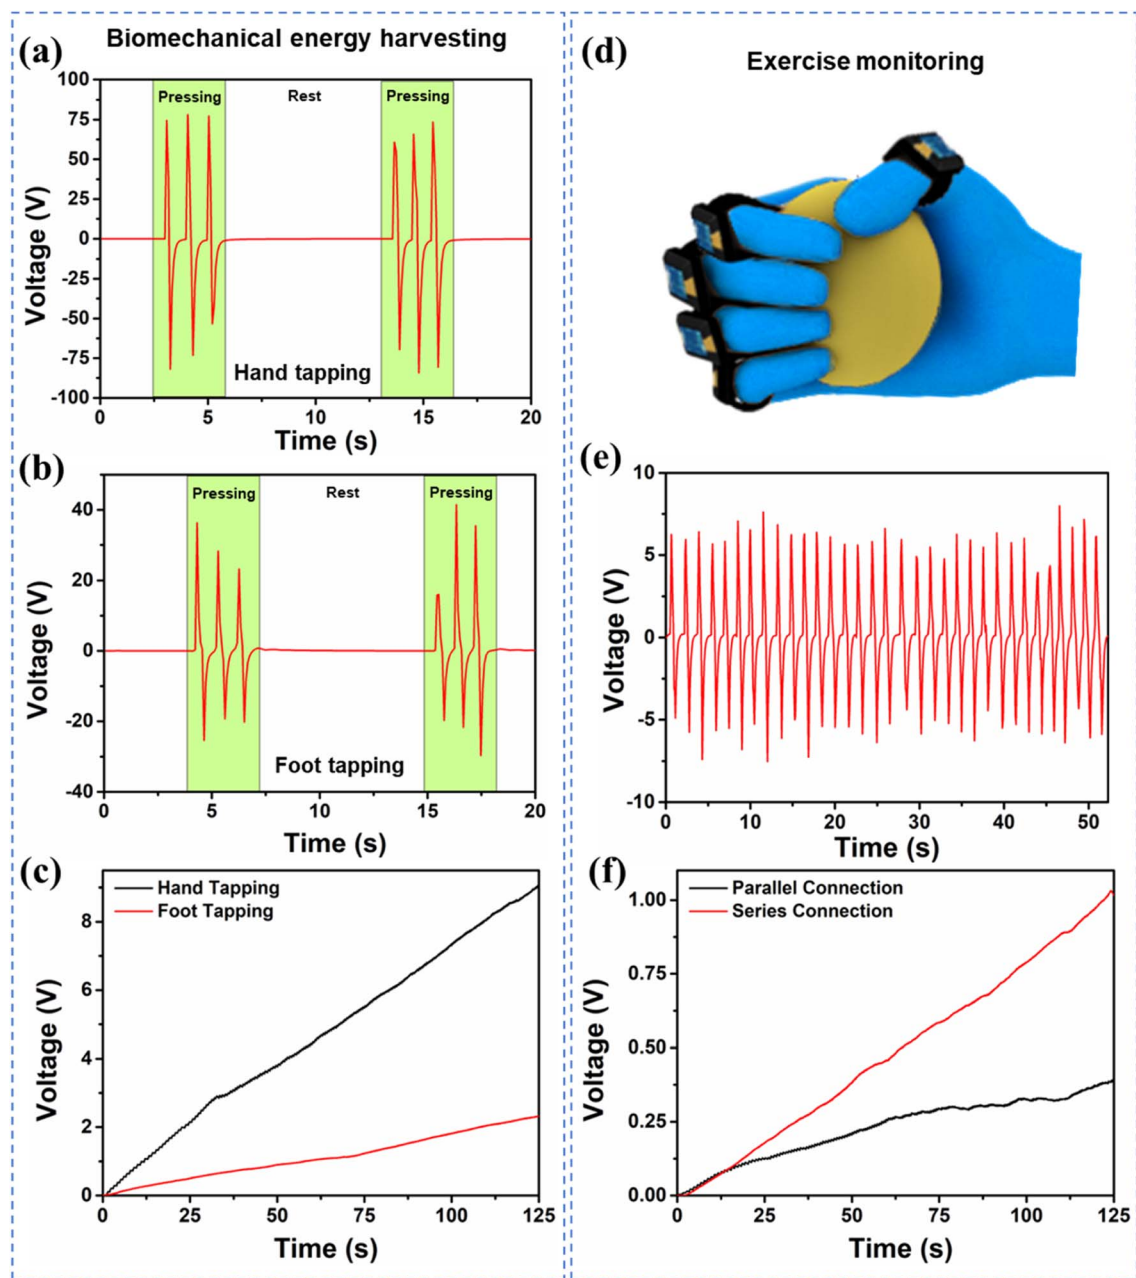 (a)
Biomechanical energy harvesting
Pressing
Rest
Pressing
Hand tapping
100
75
50
25
0
-25
-50
-75
-100
0
5
10
15
20
Voltage (V)
Time (s)
(b)
Pressing
Rest
Pressing
Foot tapping
40
20
0
-20
-40
0
5
10
15
20
Voltage (V)
Time (s)
(c)
Hand Tapping
Foot Tapping
8
6
4
2
0
0
25
50
75
100
125
Voltage (V)
Time (s)
(d)
Exercise monitoring
(e)
10
5
0
-5
-10
0
10
20
30
40
50
Voltage (V)
Time (s)
(f)
Parallel Connection
Series Connection
1.00
0.75
0.50
0.25
0.00
0
25
50
75
100
125
Voltage (V)
Time (s)